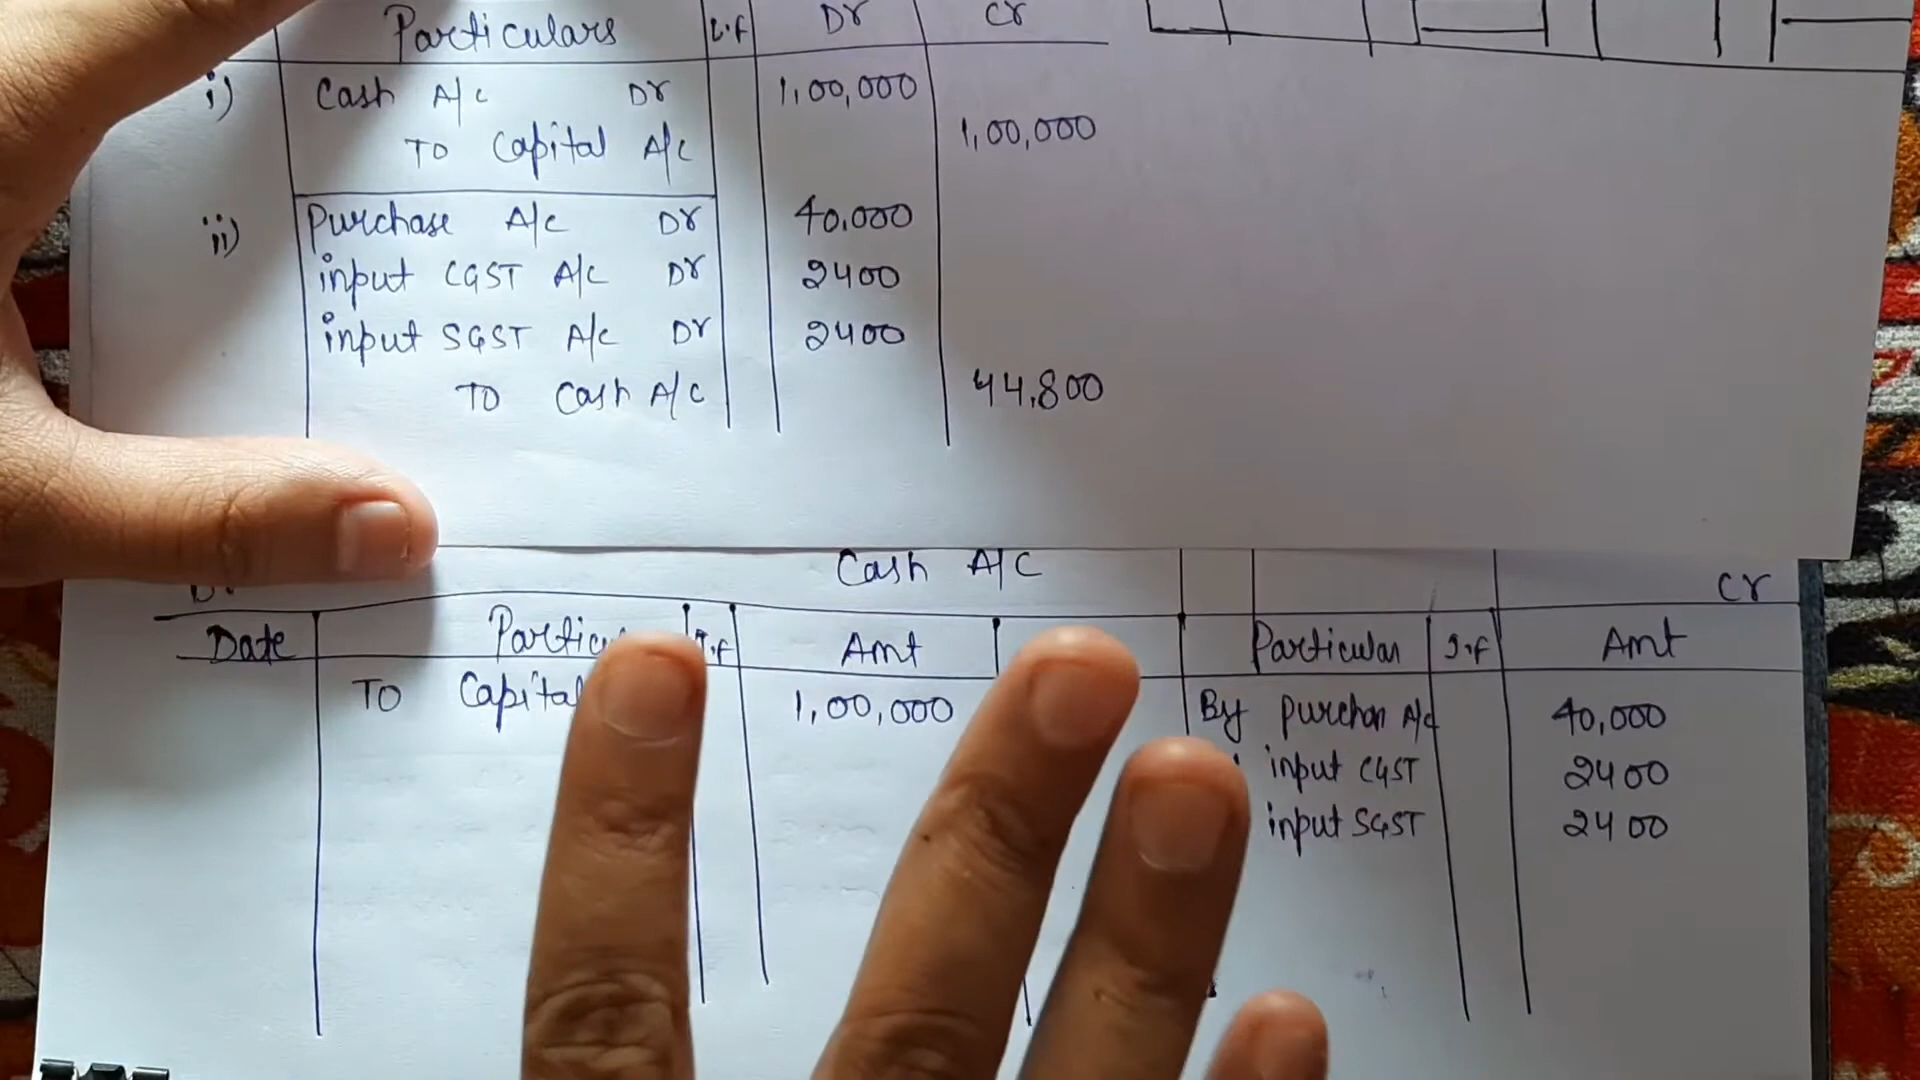 Particulars L.f Dr Cr
i) Cash A/c Dr 1,00,000
To Capital A/c 1,00,000
ii) Purchase A/c Dr 40,000
input CGST A/c Dr 2400
input SGST A/c Dr 2400
To Cash A/c 44,800
Cash A/C
Cr
Date Amt Particular J.f Amt
To Capital 1,00,000 By purchan A/c 40,000
input CGST 2400
input SGST 2400